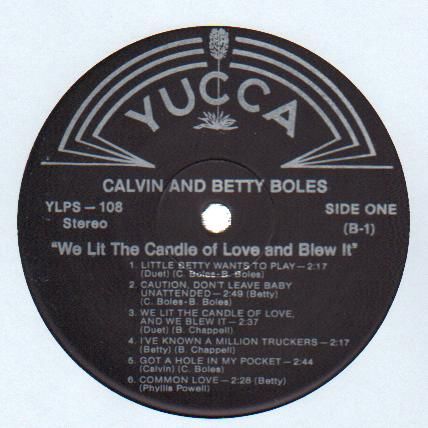 YUCCA
CALVIN AND BETTY BOLES
YLPS — 108
Stereo
SIDE ONE
(B-1)
"We Lit The Candle of Love and Blew It"
1. LITTLE BETTY WANTS TO PLAY — 2:17
(Duet) (C. Boles-B. Boles)
2. CAUTION, DON'T LEAVE BABY
UNATTENDED — 2:49 (Betty)
(C. Boles-B. Boles)
3. WE LIT THE CANDLE OF LOVE,
AND WE BLEW IT — 2:37
(Duet) (B. Chappell)
4. I'VE KNOWN A MILLION TRUCKERS — 2:17
(Betty) (B. Chappell)
5. GOT A HOLE IN MY POCKET — 2:44
(Calvin) (C. Boles)
6. COMMON LOVE — 2:28 (Betty)
(Phyllis Powell)